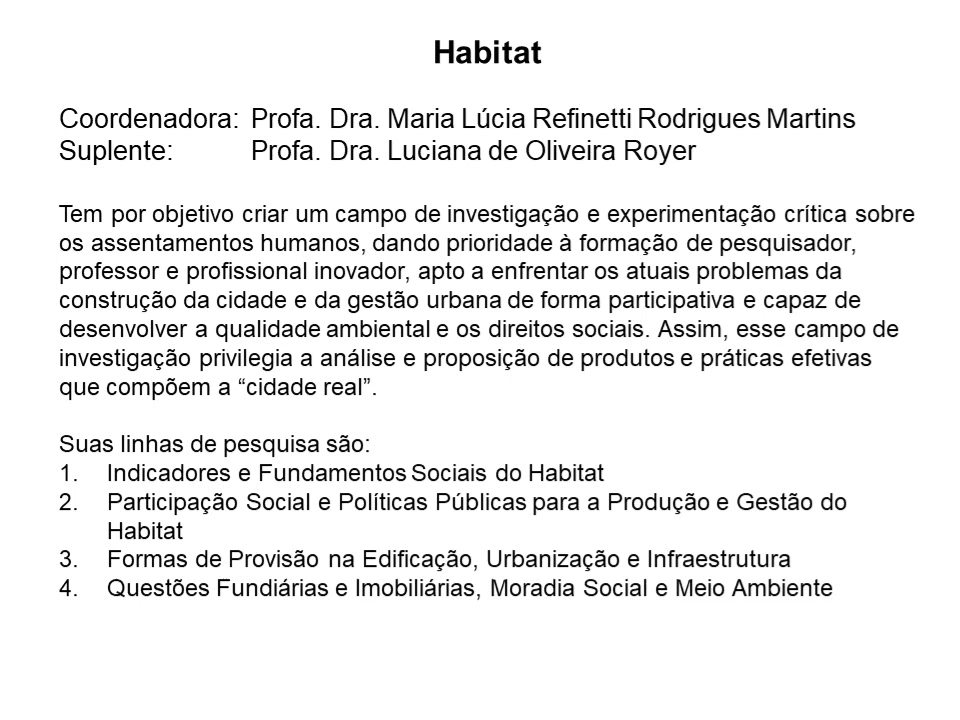 Habitat
Coordenadora: Profa. Dra. Maria Lúcia Refinetti Rodrigues Martins
Suplente: Profa. Dra. Luciana de Oliveira Royer
Tem por objetivo criar um campo de investigação e experimentação crítica sobre
os assentamentos humanos, dando prioridade à formação de pesquisador,
professor e profissional inovador, apto a enfrentar os atuais problemas da
construção da cidade e da gestão urbana de forma participativa e capaz de
desenvolver a qualidade ambiental e os direitos sociais. Assim, esse campo de
investigação privilegia a análise e proposição de produtos e práticas efetivas
que compõem a “cidade real”.
Suas linhas de pesquisa são:
1. Indicadores e Fundamentos Sociais do Habitat
2. Participação Social e Políticas Públicas para a Produção e Gestão do
Habitat
3. Formas de Provisão na Edificação, Urbanização e Infraestrutura
4. Questões Fundiárias e Imobiliárias, Moradia Social e Meio Ambiente